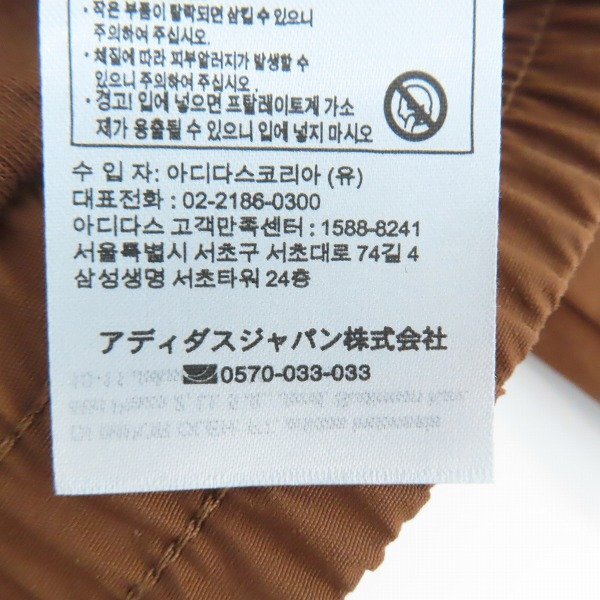 · 작은 부품이 탈락되면 삼킬 수 있으니
주의하여 주십시오.
· 체질에 따라 피부알러지가 발생할 수
있으니 주의하여 주십시오.
· 경고! 입에 넣으면 프탈레이트계 가소
제가 용출될 수 있으니 입에 넣지 마시오
수 입 자: 아디다스코리아 (유)
대표전화 : 02-2186-0300
아디다스 고객만족센터 : 1588-8241
서울특별시 서초구 서초대로 74길 4
삼성생명 서초타워 24층
アディダスジャパン株式会社
0570-033-033